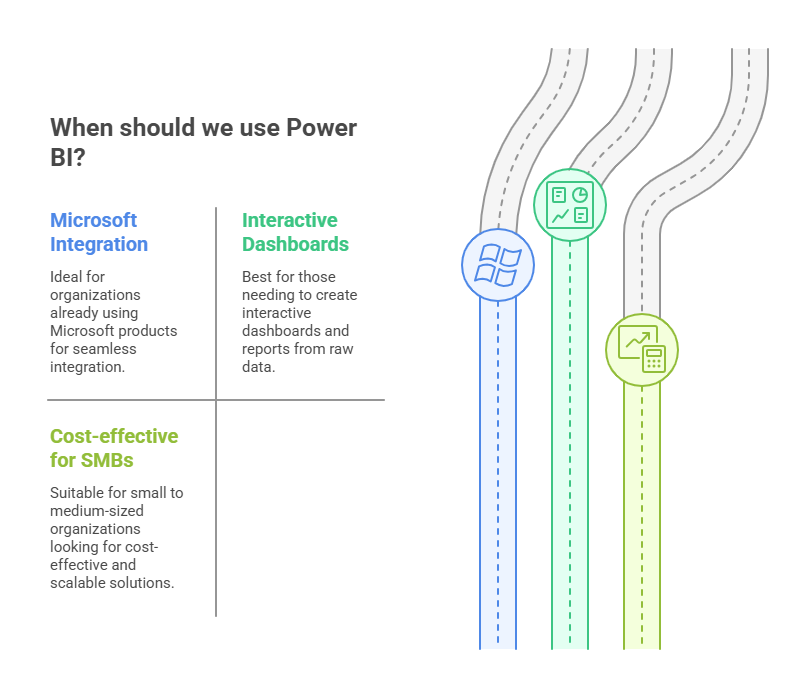 When should we use Power
BI?
Microsoft
Integration
Ideal for
organizations
already using
Microsoft products
for seamless
integration.
Interactive
Dashboards
Best for those
needing to create
interactive
dashboards and
reports from raw
data.
Cost-effective
for SMBs
Suitable for small to
medium-sized
organizations
looking for cost-
effective and
scalable solutions.